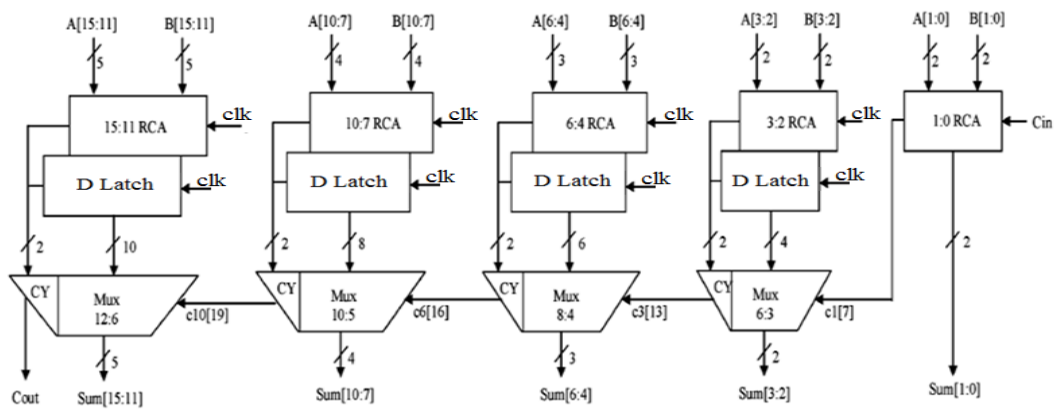 A[15:11] B[15:11] A[10:7] B[10:7] A[6:4] B[6:4] A[3:2] B[3:2] A[1:0] B[1:0]
5 5 4 4 3 3 2 2 2 2
15:11 RCA clk 10:7 RCA clk 6:4 RCA clk 3:2 RCA clk 1:0 RCA Cin
D Latch clk D Latch clk D Latch clk D Latch clk
2 10 2 8 2 6 2 4 2
CY Mux CY Mux CY Mux CY Mux
12:6 10:5 8:4 6:3
c10[19] c6[16] c3[13] c1[7]
5 4 3 2
Cout Sum[15:11] Sum[10:7] Sum[6:4] Sum[3:2] Sum[1:0]